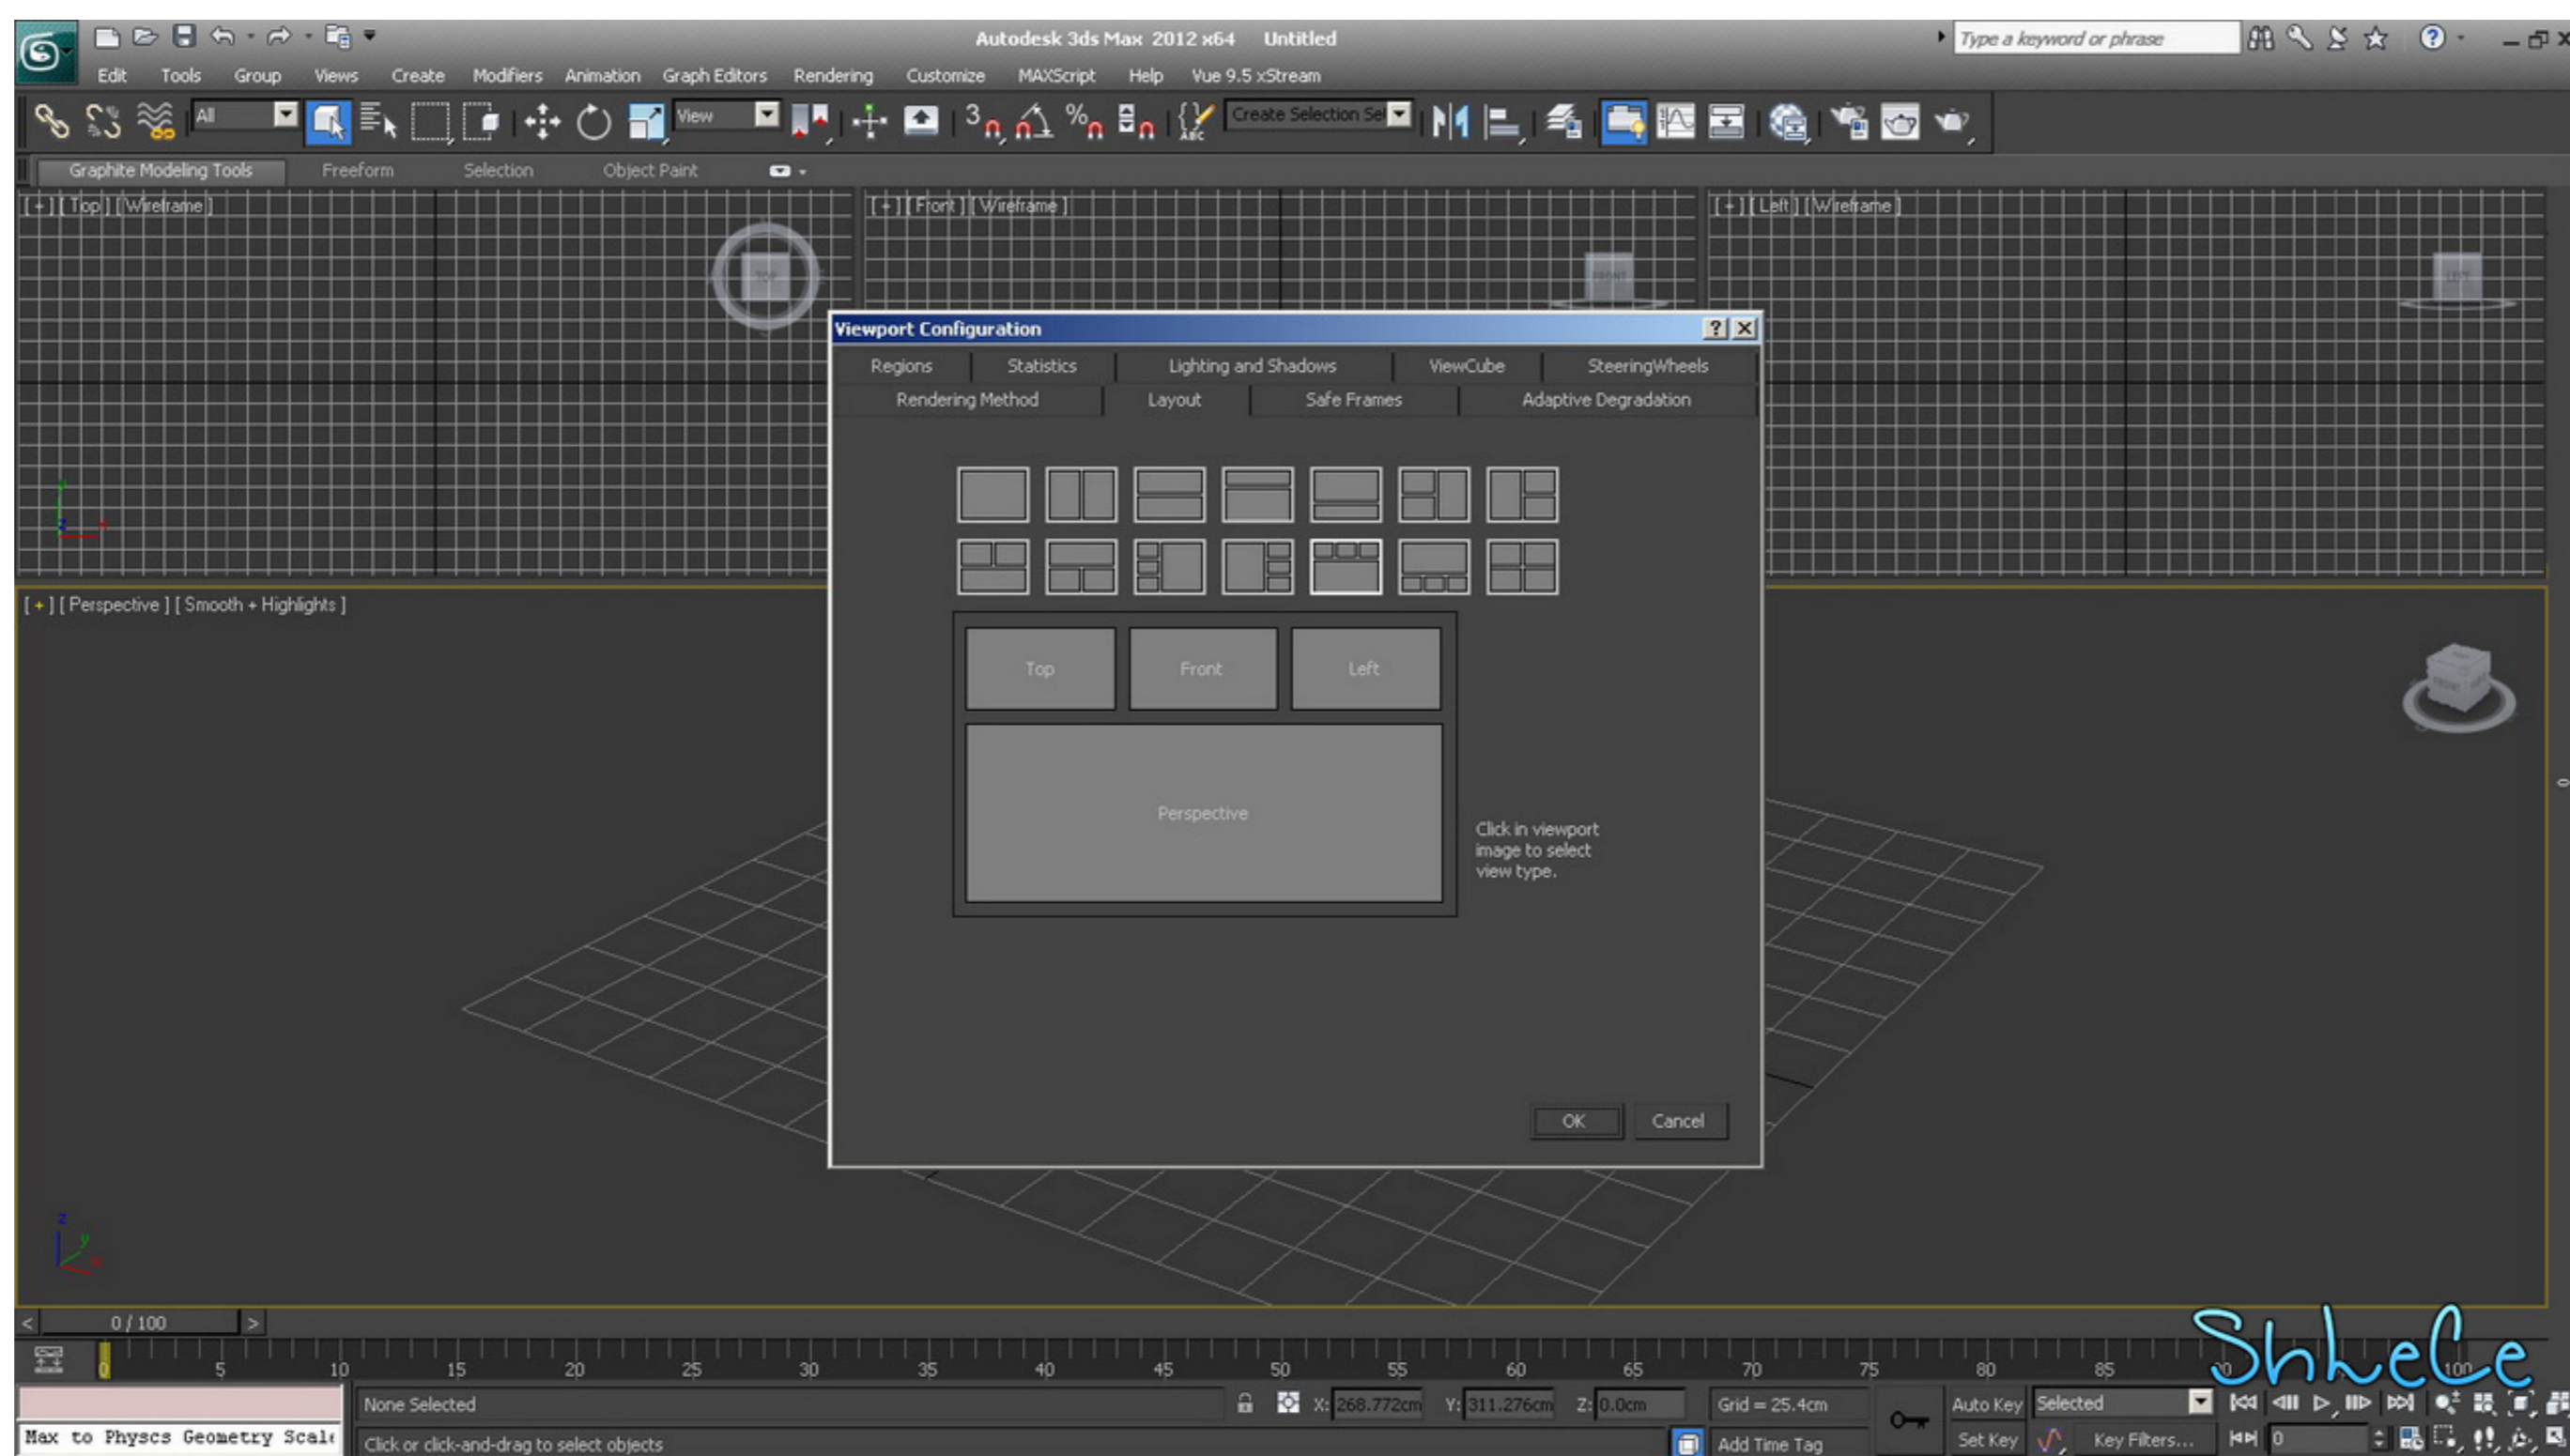 Autodesk 3ds Max 2012 x64 Untitled
Type a keyword or phrase
Edit Tools Group Views Create Modifiers Animation Graph Editors Rendering Customize MAXScript Help Vue 9.5 xStream
All
View
3
%
ABC
Create Selection Sel
Graphite Modeling Tools Freeform Selection Object Paint
[ + ] [ Top ] [ Wireframe ]
[ + ] [ Front ] [ Wireframe ]
[ + ] [ Left ] [ Wireframe ]
TOP
FRONT
LEFT
Viewport Configuration
Regions Statistics Lighting and Shadows ViewCube SteeringWheels
Rendering Method Layout Safe Frames Adaptive Degradation
Top Front Left
Perspective
Click in viewport
image to select
view type.
OK Cancel
[ + ] [ Perspective ] [ Smooth + Highlights ]
z
y
x
< 0 / 100 >
0 5 10 15 20 25 30 35 40 45 50 55 60 65 70 75 80 85 90 100
ShLeCe
None Selected
X: 268.772cm Y: 311.276cm Z: 0.0cm
Grid = 25.4cm
Auto Key Selected
Max to Physcs Geometry Scale
Click or click-and-drag to select objects
Add Time Tag
Set Key Key Filters...
0